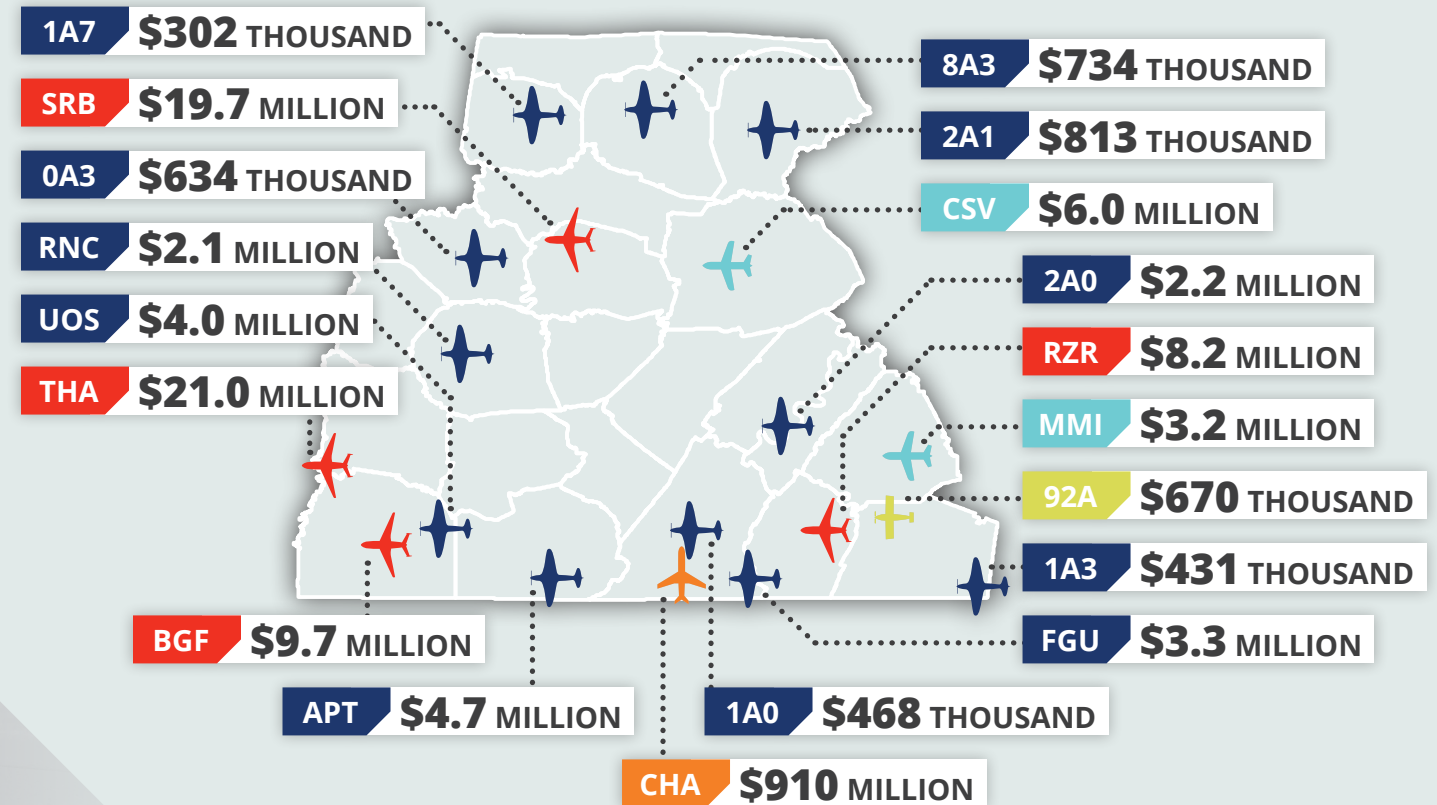 1A7 $302 THOUSAND
SRB $19.7 MILLION
0A3 $634 THOUSAND
RNC $2.1 MILLION
UOS $4.0 MILLION
THA $21.0 MILLION
BGF $9.7 MILLION
APT $4.7 MILLION
CHA $910 MILLION
1A0 $468 THOUSAND
8A3 $734 THOUSAND
2A1 $813 THOUSAND
CSV $6.0 MILLION
2A0 $2.2 MILLION
RZR $8.2 MILLION
MMI $3.2 MILLION
92A $670 THOUSAND
1A3 $431 THOUSAND
FGU $3.3 MILLION